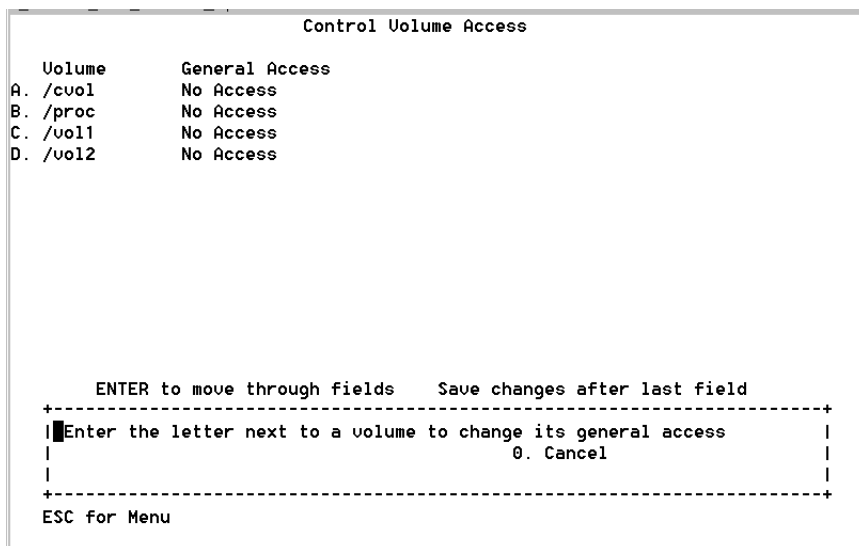 Control Volume Access
Volume General Access
A. /cvol No Access
B. /proc No Access
C. /vol1 No Access
D. /vol2 No Access
ENTER to move through fields Save changes after last field
Enter the letter next to a volume to change its general access
0. Cancel
ESC for Menu